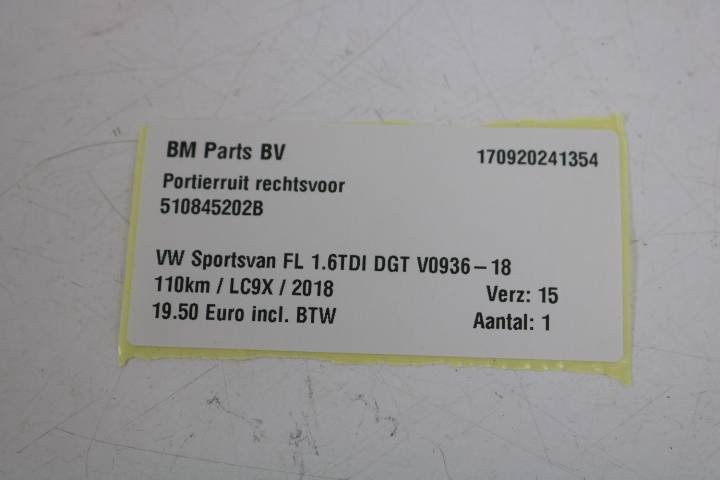 BM Parts BV 170920241354
Portierruit rechtsvoor
510845202B
VW Sportsvan FL 1.6TDI DGT V0936-18
110km / LC9X / 2018 Verz: 15
19.50 Euro incl. BTW Aantal: 1